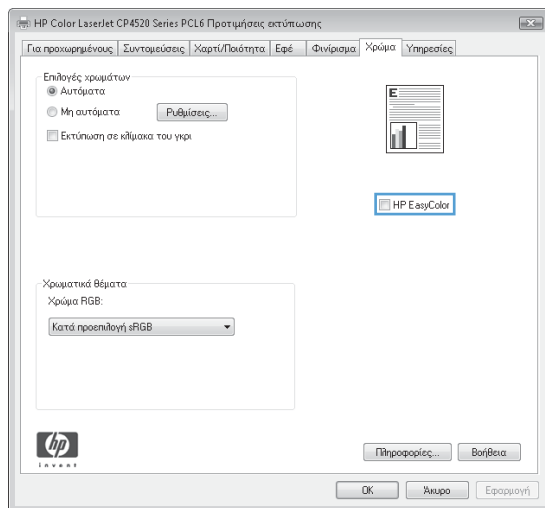 HP Color LaserJet CP4520 Series PCL6 Προτιμήσεις εκτύπωσης
Για προχωρημένους Συντομεύσεις Χαρτί/Ποιότητα Εφέ Φινίρισμα Χρώμα Υπηρεσίες
Επιλογές χρωμάτων
Αυτόματα
Μη αυτόματα Ρυθμίσεις...
Εκτύπωση σε κλίμακα του γκρι
E
HP EasyColor
Χρωματικά θέματα
Χρώμα RGB:
Κατά προεπιλογή sRGB
hp
invent
Πληροφορίες... Βοήθεια
OK Άκυρο Εφαρμογή